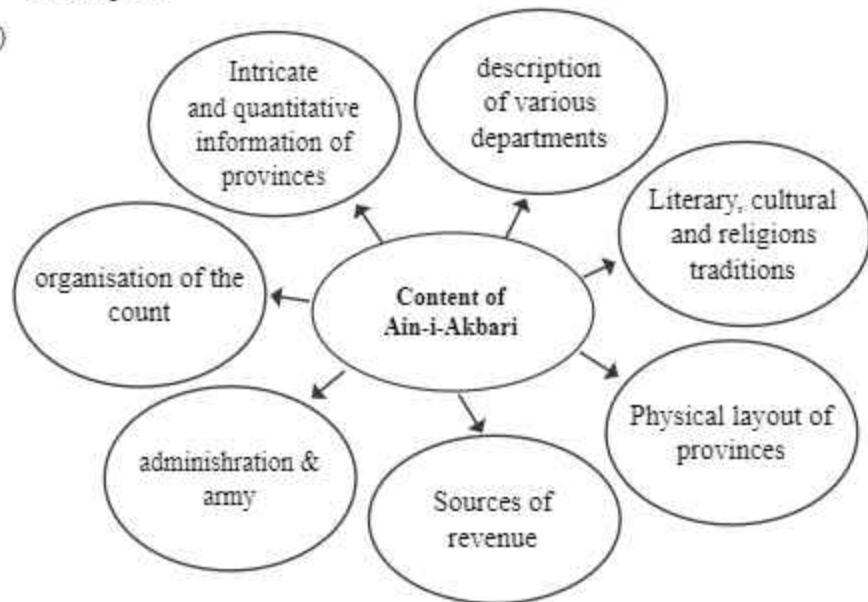 )
Intricate
and quantitative
information of
provinces
description
of various
departments
Literary, cultural
and religions
traditions
organisation of the
count
Content of
Ain-i-Akbari
Physical layout of
provinces
adminishration &
army
Sources of
revenue